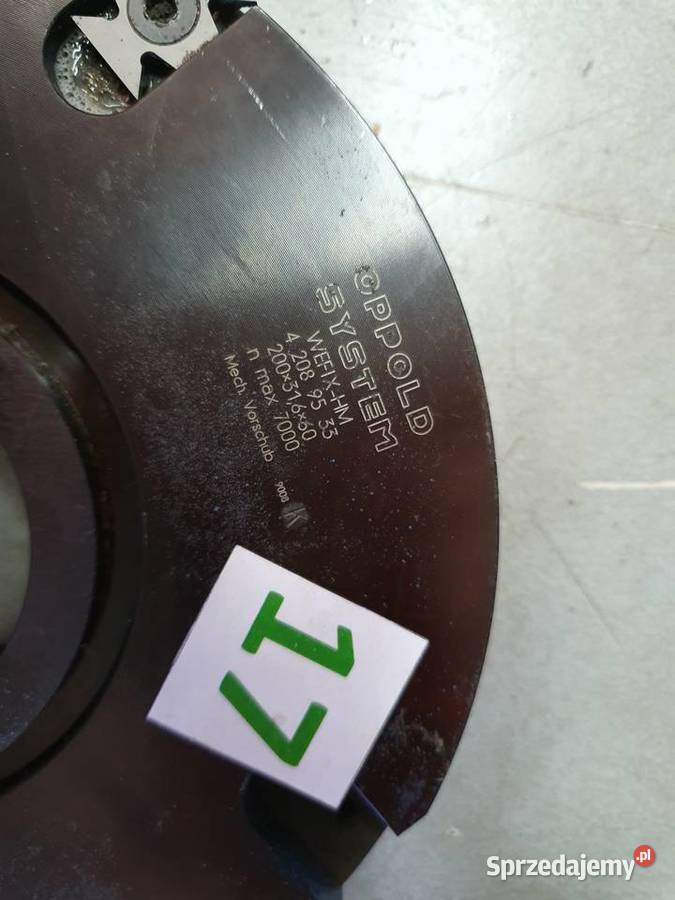 OPPOLD
SYSTEM
WEFIX-HM
4 208 95 33
200×31,6×60
n max 7000
Mech. Vorschub
17
Sprzedajemy.pl